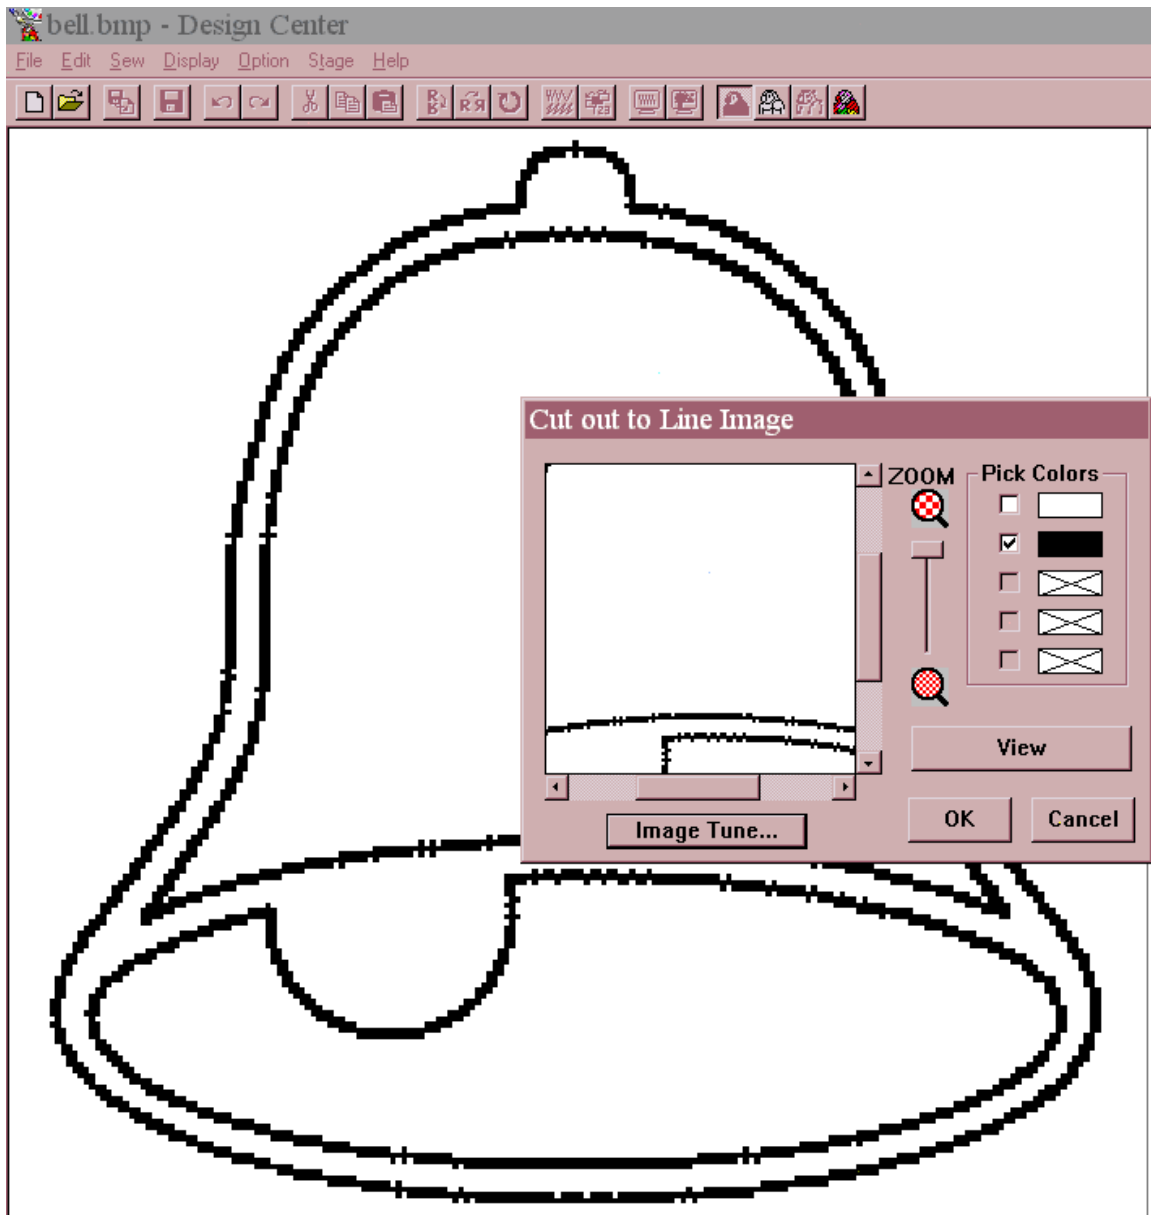 bell.bmp - Design Center
File Edit Sew Display Option Stage Help
Cut out to Line Image
ZOOM
Pick Colors
View
Image Tune...
OK
Cancel